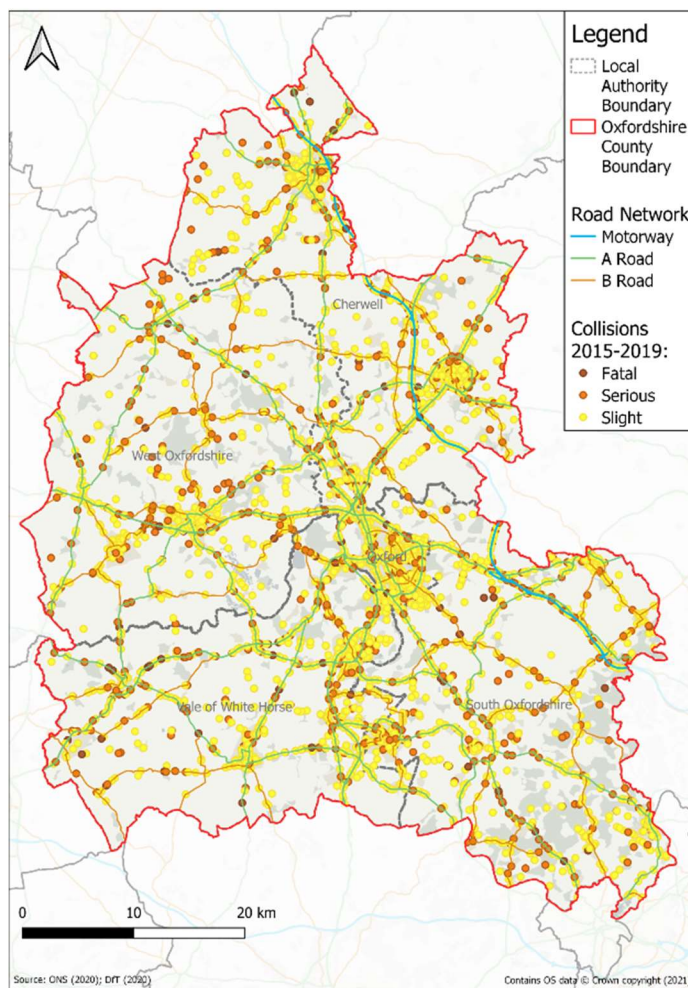 Legend
Local
Authority
Boundary
Oxfordshire
County
Boundary
Road Network
Motorway
A Road
B Road
Collisions
2015-2019:
Fatal
Serious
Slight
Cherwell
West Oxfordshire
Oxford
Vale of White Horse
South Oxfordshire
0 10 20 km
Source: ONS (2020); DfT (2020)
Contains OS data © Crown copyright (2021